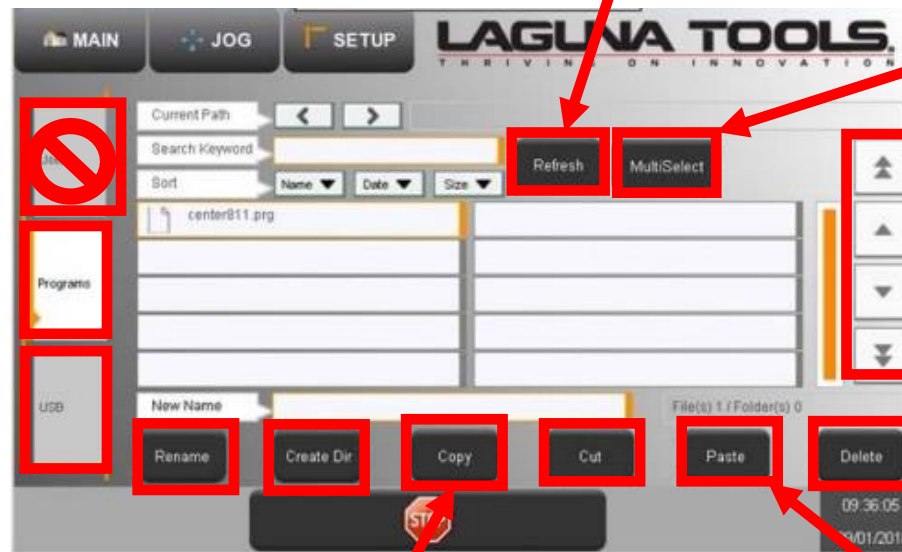 MAIN JOG SETUP LAGUNA TOOLS.
THRIVING ON INNOVATION
Current Path
Search Keyword Refresh MultiSelect
Sort Name Date Size
center811.prg
Programs
USB New Name File(s) 1 / Folder(s) 0
Rename Create Dir Copy Cut Paste Delete
09:36:05